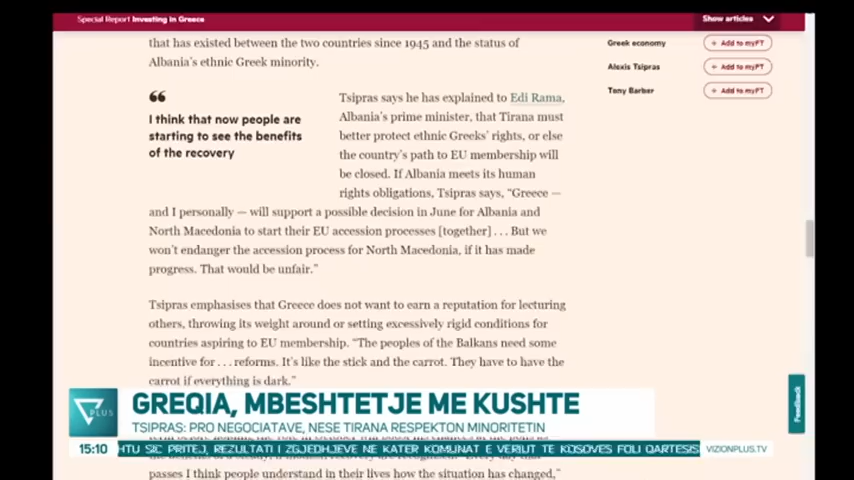 Special Report Investing in Greece
Show articles
that has existed between the two countries since 1945 and the status of
Albania's ethnic Greek minority.
Greek economy
+ Add to myFT
Alexis Tsipras
+ Add to myFT
Tony Barber
+ Add to myFT
“
I think that now people are
starting to see the benefits
of the recovery
Tsipras says he has explained to Edi Rama,
Albania's prime minister, that Tirana must
better protect ethnic Greeks' rights, or else
the country's path to EU membership will
be closed. If Albania meets its human
rights obligations, Tsipras says, “Greece —
and I personally — will support a possible decision in June for Albania and
North Macedonia to start their EU accession processes [together] . . . But we
won't endanger the accession process for North Macedonia, if it has made
progress. That would be unfair.”
Tsipras emphasises that Greece does not want to earn a reputation for lecturing
others, throwing its weight around or setting excessively rigid conditions for
countries aspiring to EU membership. “The peoples of the Balkans need some
incentive for . . . reforms. It's like the stick and the carrot. They have to have the
carrot if everything is dark.”
Feedback
PLUS
GREQIA, MBESHTETJE ME KUSHTE
TSIPRAS: PRO NEGOCIATAVE, NESE TIRANA RESPEKTON MINORITETIN
15:10
HTU SIÇ PRITEJ, REZULTATI I ZGJEDHJEVE NE KATER KOMUNAT E VERIUT TE KOSOVES FOLI QARTESIS
VIZIONPLUS.TV
passes I think people understand in their lives how the situation has changed,”